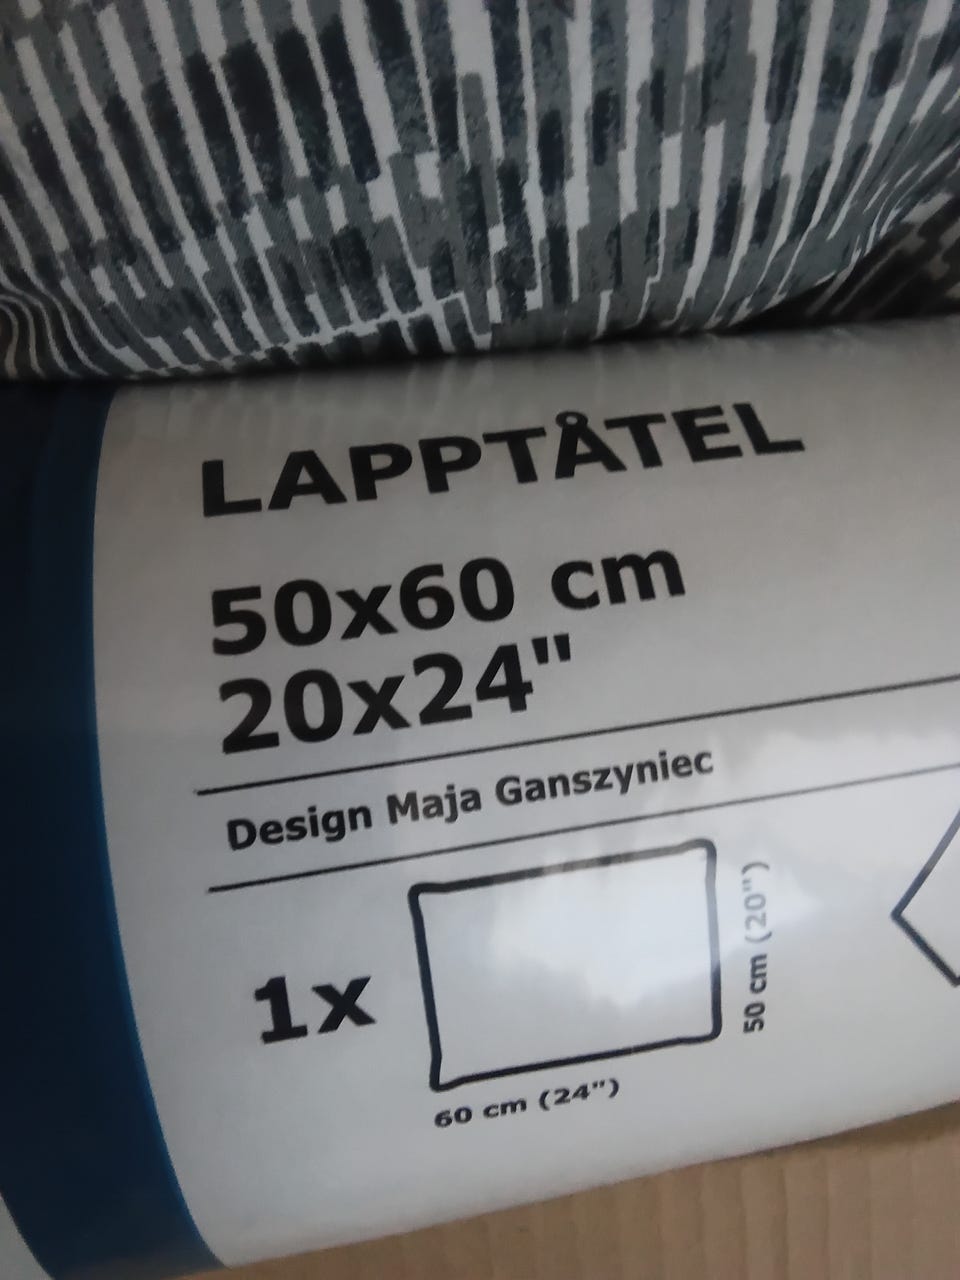 LAPPTÅTEL
50x60 cm
20x24"
Design Maja Ganszyniec
1x
50 cm (20")
60 cm (24")